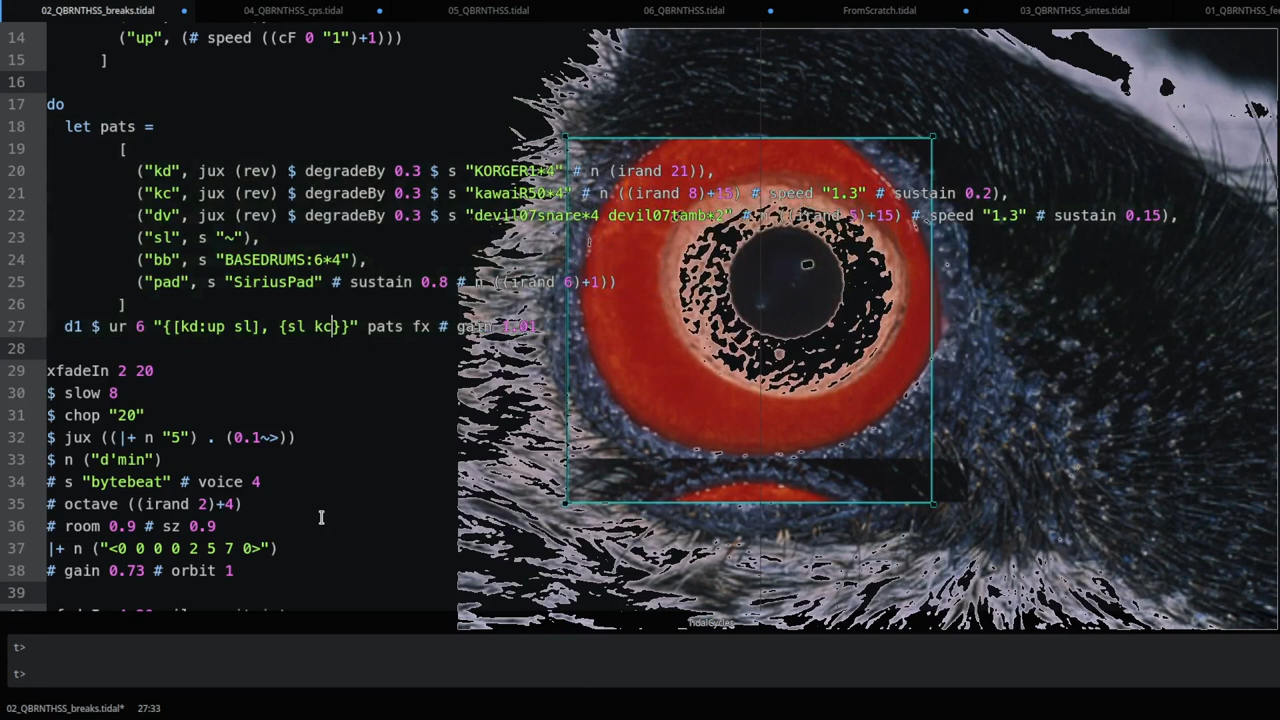 02_QBRNTHSS_breaks.tidal 04_QBRNTHSS_cps.tidal 05_QBRNTHSS.tidal 06_QBRNTHSS.tidal FromScratch.tidal 03_QBRNTHSS_sintes.tidal 01_QBRNTHSS_fe
14 ("up", (# speed ((cF 0 "1")+1)))
15 ]
16
17 do
18 let pats =
19 [
20 ("kd", jux (rev) $ degradeBy 0.3 $ s "KORGER1*4" # n (irand 21)),
21 ("kc", jux (rev) $ degradeBy 0.3 $ s "kawaiR50*4" # n ((irand 8)+15) # speed "1.3" # sustain 0.2),
22 ("dv", jux (rev) $ degradeBy 0.3 $ s "devil07snare*4 devil07tamb*2" # n ((irand 5)+15) # speed "1.3" # sustain 0.15),
23 ("sl", s "~"),
24 ("bb", s "BASEDRUMS:6*4"),
25 ("pad", s "SiriusPad" # sustain 0.8 # n ((irand 6)+1))
26 ]
27 d1 $ ur 6 "{[kd:up sl], {sl kc}}" pats fx # gain 1.01
28
29 xfadeIn 2 20
30 $ slow 8
31 $ chop "20"
32 $ jux ((|+ n "5") . (0.1~>))
33 $ n ("d'min")
34 # s "bytebeat" # voice 4
35 # octave ((irand 2)+4)
36 # room 0.9 # sz 0.9
37 |+ n ("<0 0 0 0 2 5 7 0>")
38 # gain 0.73 # orbit 1
39
TidalCycles
t>
t>
02_QBRNTHSS_breaks.tidal* 27:33